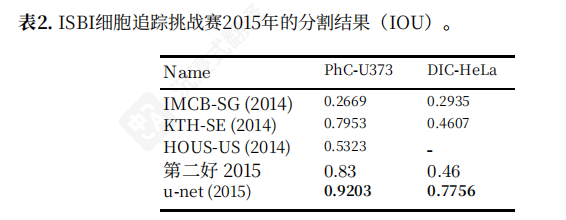 表2. ISBI细胞追踪挑战赛2015年的分割结果（IOU）。
Name PhC-U373 DIC-HeLa
IMCB-SG (2014) 0.2669 0.2935
KTH-SE (2014) 0.7953 0.4607
HOUS-US (2014) 0.5323 -
第二好 2015 0.83 0.46
u-net (2015) 0.9203 0.7756